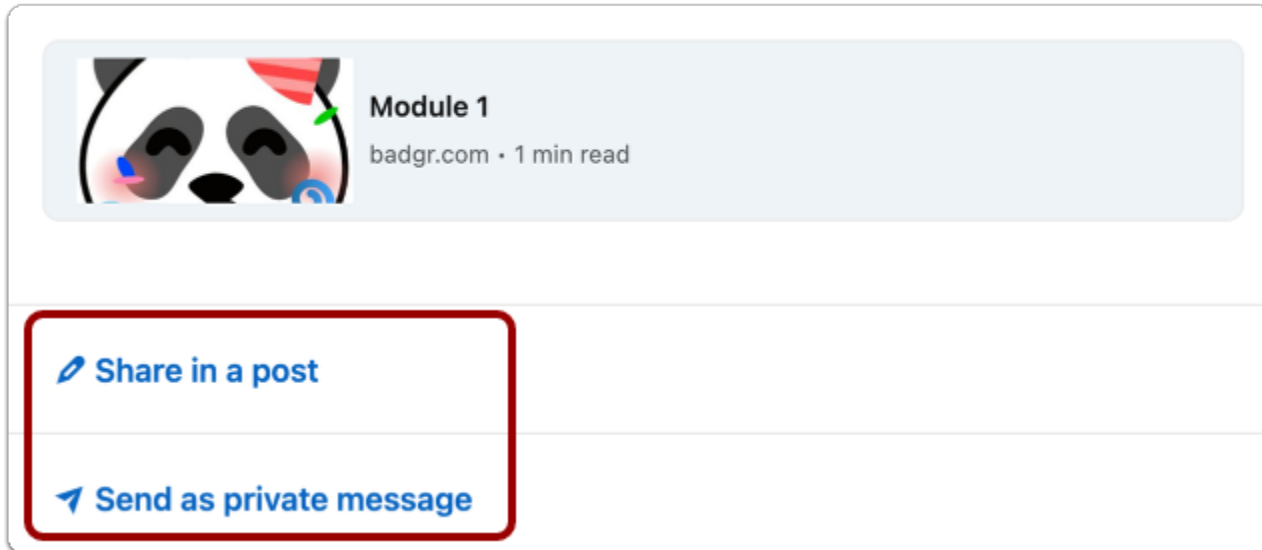 Module 1
badgr.com • 1 min read
Share in a post
Send as private message